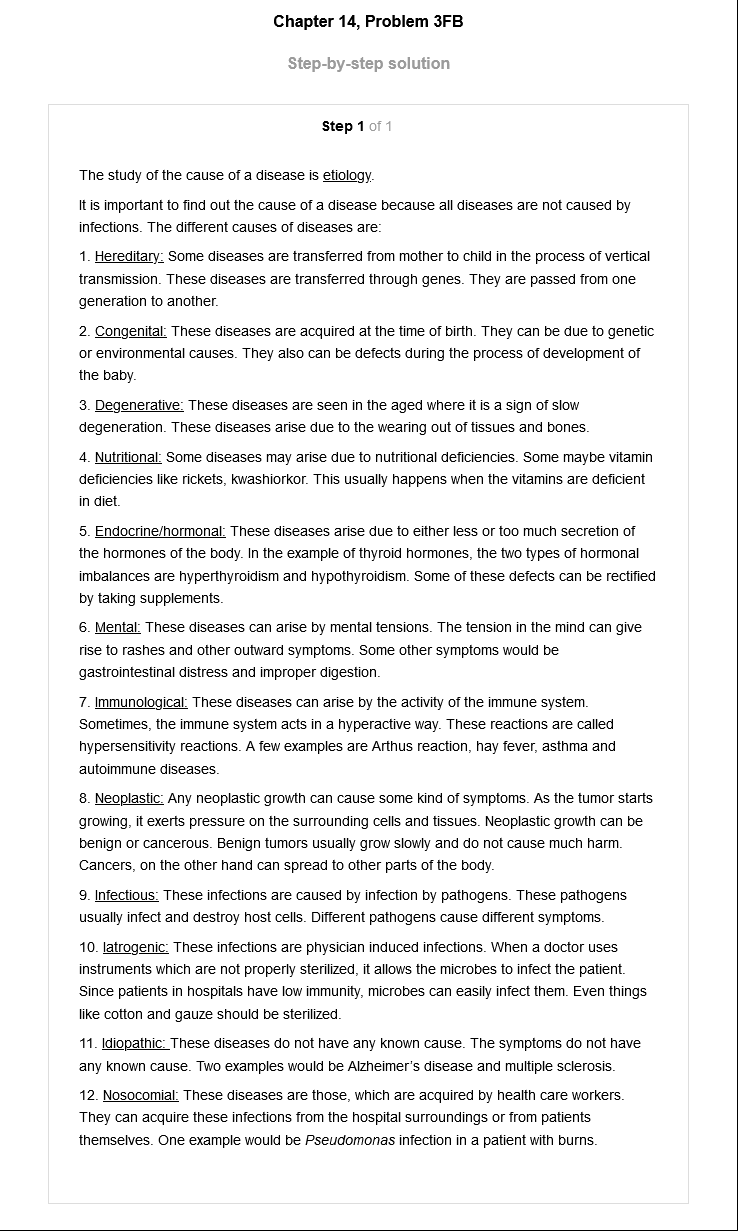 Chapter 14, Problem 3FB
Step-by-step solution
Step 1 of 1
The study of the cause of a disease is etiology.
It is important to find out the cause of a disease because all diseases are not caused by
infections. The different causes of diseases are:
1. Hereditary: Some diseases are transferred from mother to child in the process of vertical
transmission. These diseases are transferred through genes. They are passed from one
generation to another.
2. Congenital: These diseases are acquired at the time of birth. They can be due to genetic
or environmental causes. They also can be defects during the process of development of
the baby.
3. Degenerative: These diseases are seen in the aged where it is a sign of slow
degeneration. These diseases arise due to the wearing out of tissues and bones.
4. Nutritional: Some diseases may arise due to nutritional deficiencies. Some maybe vitamin
deficiencies like rickets, kwashiorkor. This usually happens when the vitamins are deficient
in diet.
5. Endocrine/hormonal: These diseases arise due to either less or too much secretion of
the hormones of the body. In the example of thyroid hormones, the two types of hormonal
imbalances are hyperthyroidism and hypothyroidism. Some of these defects can be rectified
by taking supplements.
6. Mental: These diseases can arise by mental tensions. The tension in the mind can give
rise to rashes and other outward symptoms. Some other symptoms would be
gastrointestinal distress and improper digestion.
7. Immunological: These diseases can arise by the activity of the immune system.
Sometimes, the immune system acts in a hyperactive way. These reactions are called
hypersensitivity reactions. A few examples are Arthus reaction, hay fever, asthma and
autoimmune diseases.
8. Neoplastic: Any neoplastic growth can cause some kind of symptoms. As the tumor starts
growing, it exerts pressure on the surrounding cells and tissues. Neoplastic growth can be
benign or cancerous. Benign tumors usually grow slowly and do not cause much harm.
Cancers, on the other hand can spread to other parts of the body.
9. Infectious: These infections are caused by infection by pathogens. These pathogens
usually infect and destroy host cells. Different pathogens cause different symptoms.
10. Iatrogenic: These infections are physician induced infections. When a doctor uses
instruments which are not properly sterilized, it allows the microbes to infect the patient.
Since patients in hospitals have low immunity, microbes can easily infect them. Even things
like cotton and gauze should be sterilized.
11. Idiopathic: These diseases do not have any known cause. The symptoms do not have
any known cause. Two examples would be Alzheimer's disease and multiple sclerosis.
12. Nosocomial: These diseases are those, which are acquired by health care workers.
They can acquire these infections from the hospital surroundings or from patients
themselves. One example would be Pseudomonas infection in a patient with burns.